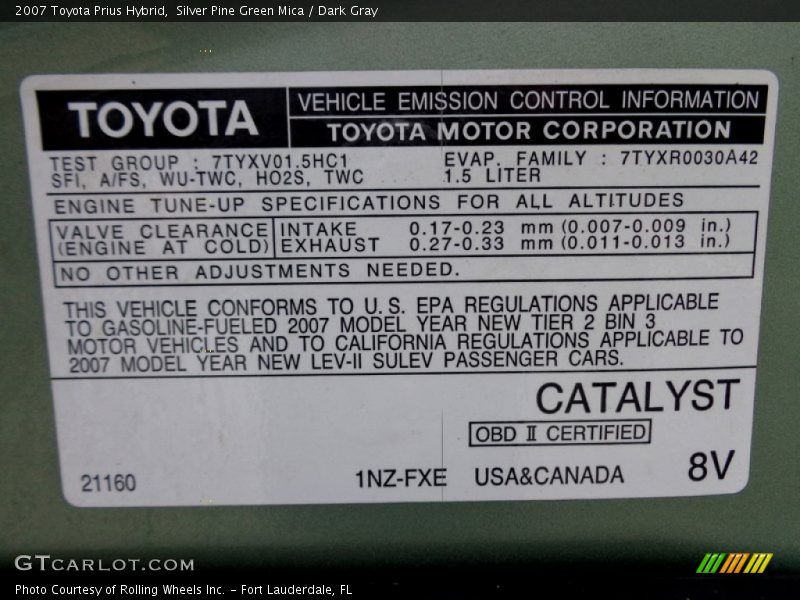 2007 Toyota Prius Hybrid, Silver Pine Green Mica / Dark Gray
TOYOTA
VEHICLE EMISSION CONTROL INFORMATION
TOYOTA MOTOR CORPORATION
TEST GROUP : 7TYXV01.5HC1 EVAP. FAMILY : 7TYXR0030A42
SFI, A/FS, WU-TWC, HO2S, TWC 1.5 LITER
ENGINE TUNE-UP SPECIFICATIONS FOR ALL ALTITUDES
VALVE CLEARANCE INTAKE 0.17-0.23 mm (0.007-0.009 in.)
(ENGINE AT COLD) EXHAUST 0.27-0.33 mm (0.011-0.013 in.)
NO OTHER ADJUSTMENTS NEEDED.
THIS VEHICLE CONFORMS TO U.S. EPA REGULATIONS APPLICABLE
TO GASOLINE-FUELED 2007 MODEL YEAR NEW TIER 2 BIN 3
MOTOR VEHICLES AND TO CALIFORNIA REGULATIONS APPLICABLE TO
2007 MODEL YEAR NEW LEV-II SULEV PASSENGER CARS.
CATALYST
OBD II CERTIFIED
21160 1NZ-FXE USA&CANADA 8V
GTCARLOT.COM
Photo Courtesy of Rolling Wheels Inc. - Fort Lauderdale, FL